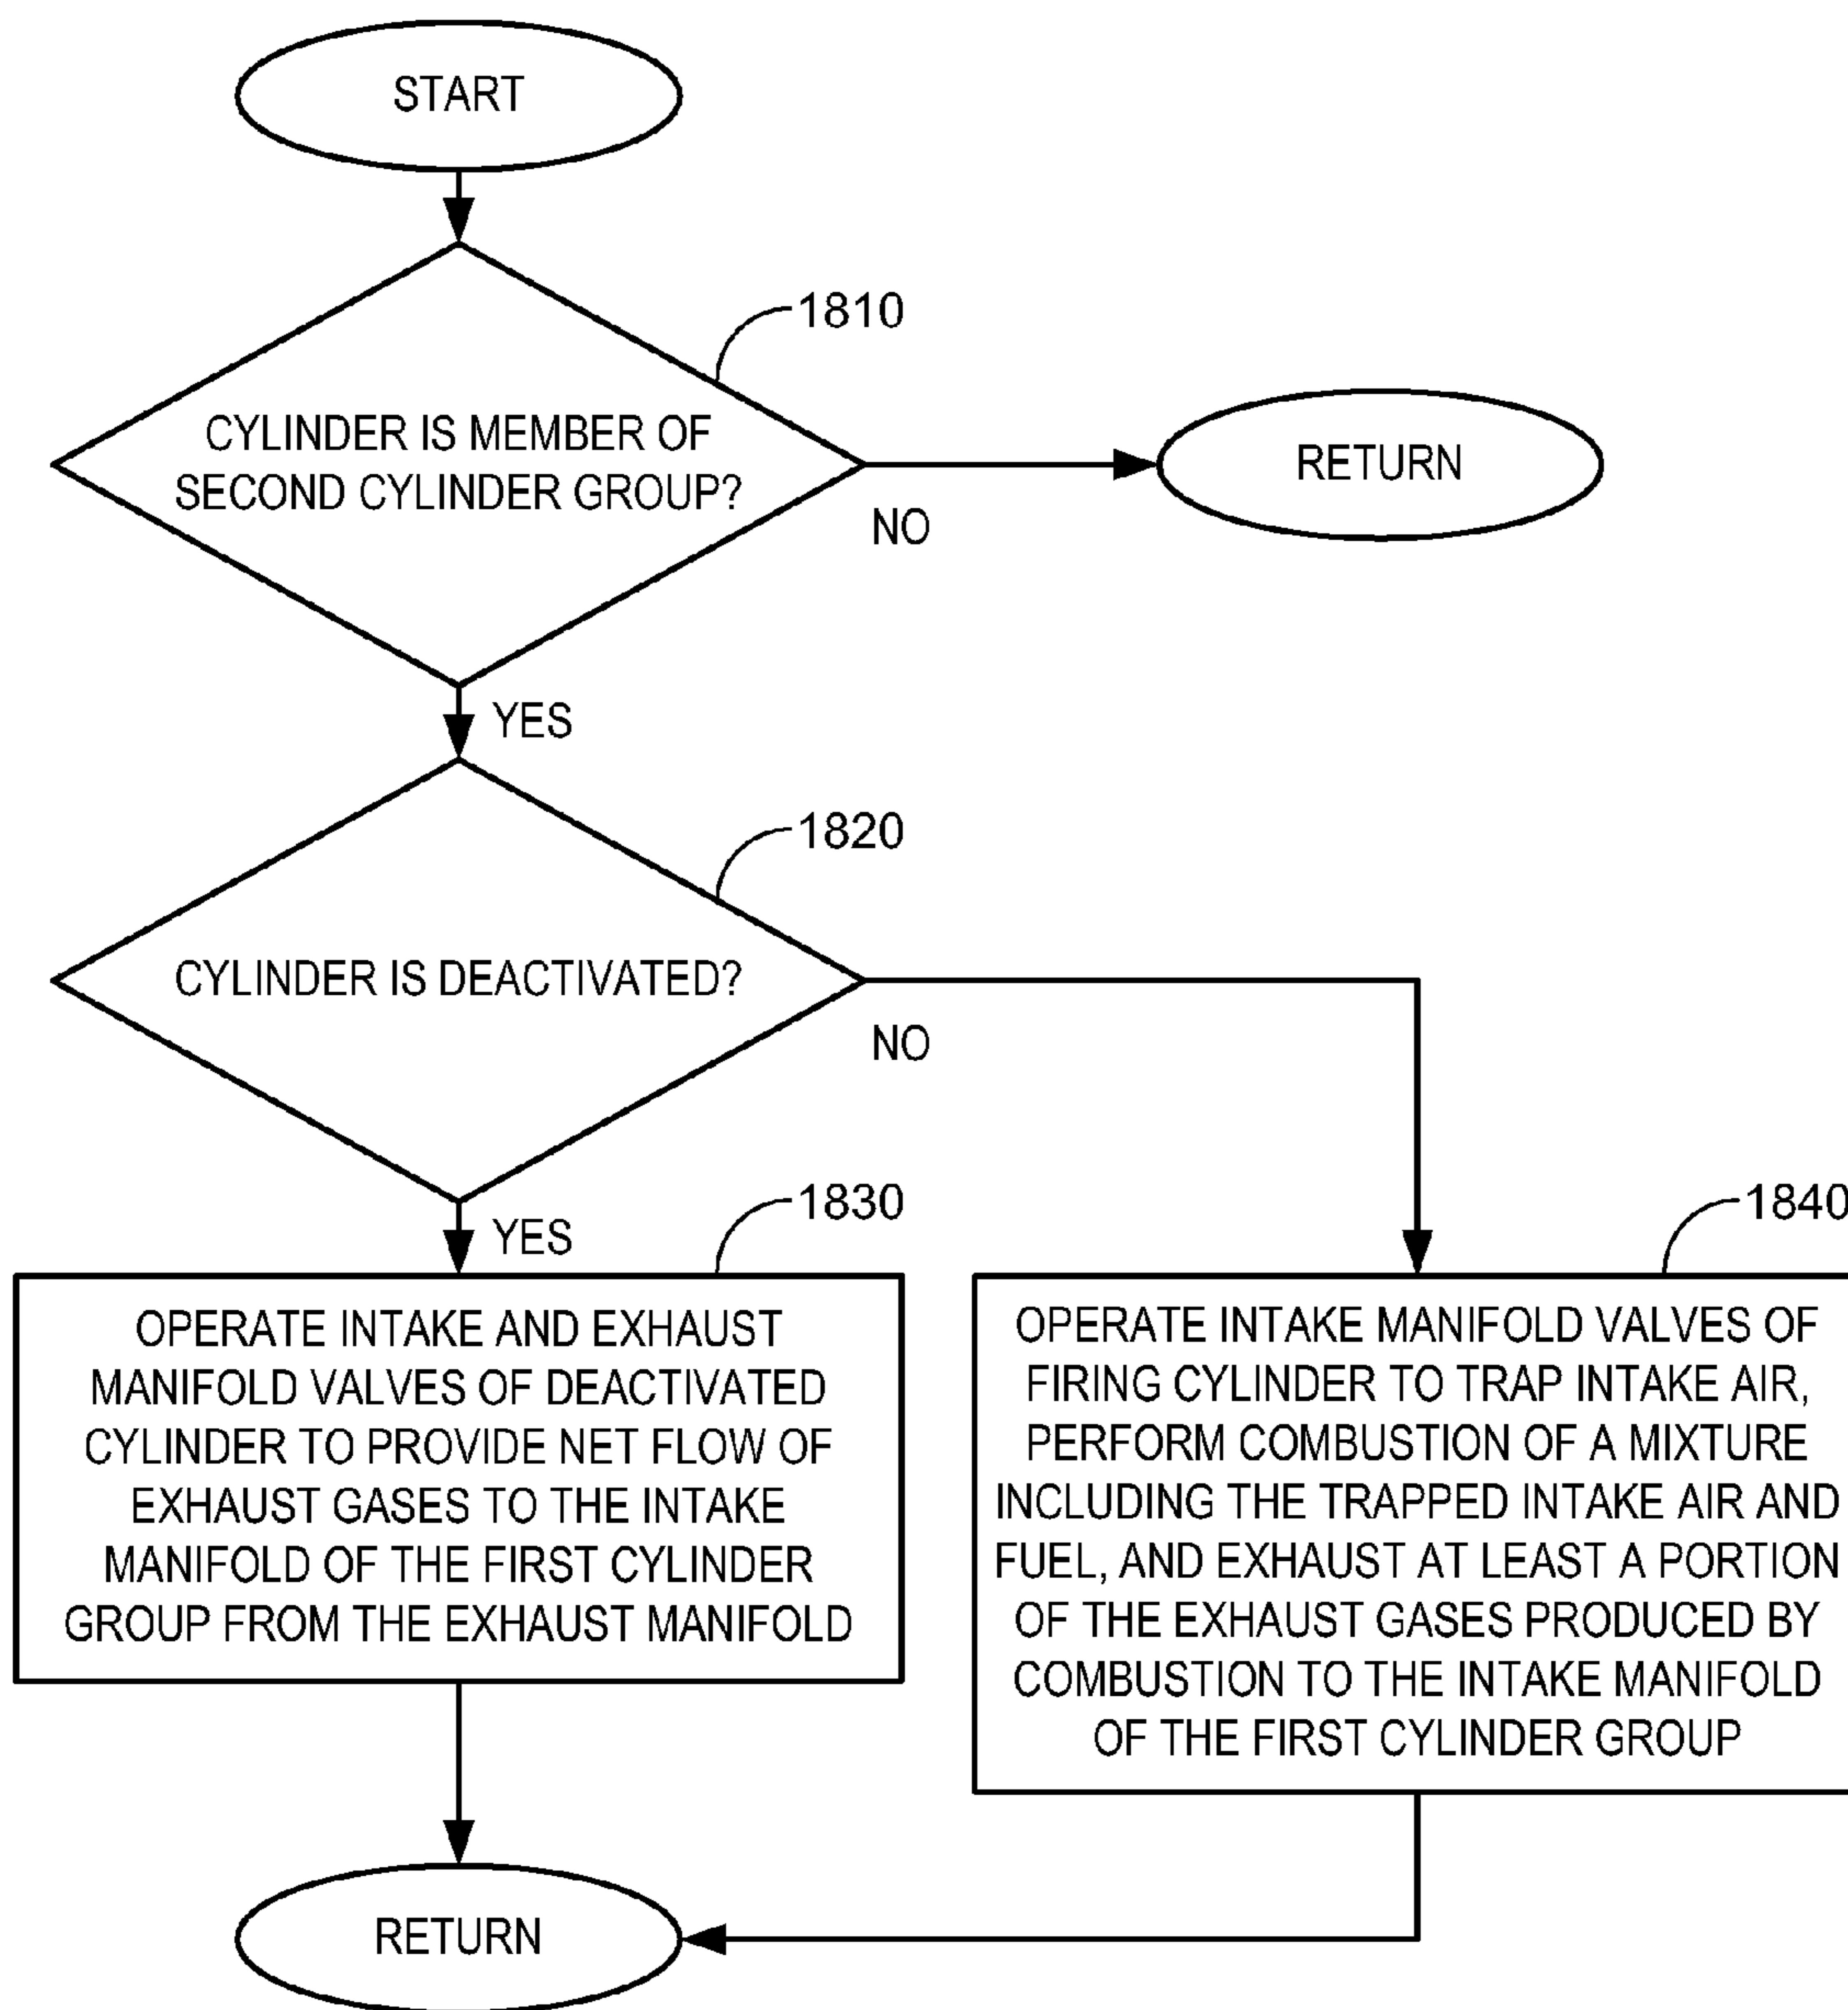 START
1810
CYLINDER IS MEMBER OF
SECOND CYLINDER GROUP?
RETURN
NO
YES
1820
CYLINDER IS DEACTIVATED?
NO
YES
1830
OPERATE INTAKE AND EXHAUST
MANIFOLD VALVES OF DEACTIVATED
CYLINDER TO PROVIDE NET FLOW OF
EXHAUST GASES TO THE INTAKE
MANIFOLD OF THE FIRST CYLINDER
GROUP FROM THE EXHAUST MANIFOLD
1840
OPERATE INTAKE MANIFOLD VALVES OF
FIRING CYLINDER TO TRAP INTAKE AIR,
PERFORM COMBUSTION OF A MIXTURE
INCLUDING THE TRAPPED INTAKE AIR AND
FUEL, AND EXHAUST AT LEAST A PORTION
OF THE EXHAUST GASES PRODUCED BY
COMBUSTION TO THE INTAKE MANIFOLD
OF THE FIRST CYLINDER GROUP
RETURN